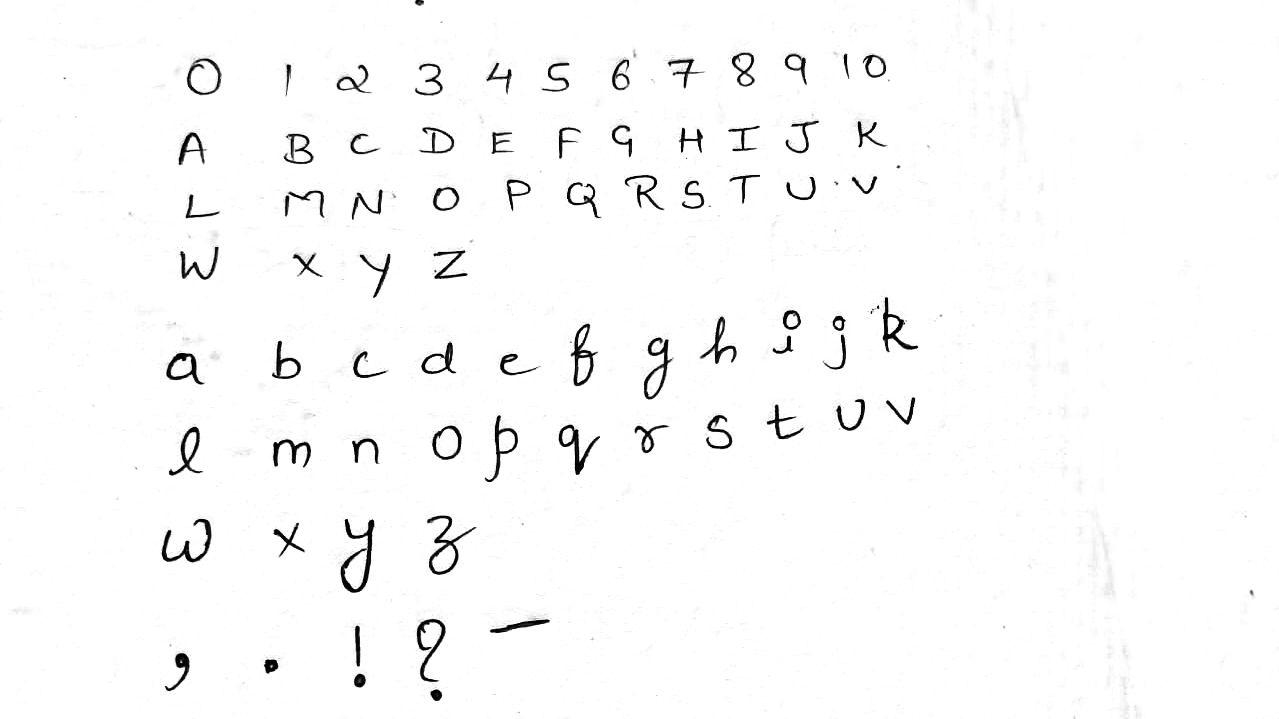 0 1 2 3 4 5 6 7 8 9 10
A B C D E F G H I J K
L M N O P Q R S T U V
W X Y Z
a b c d e f g h i j k
l m n o p q r s t u v
w x y z
, . ! ? -